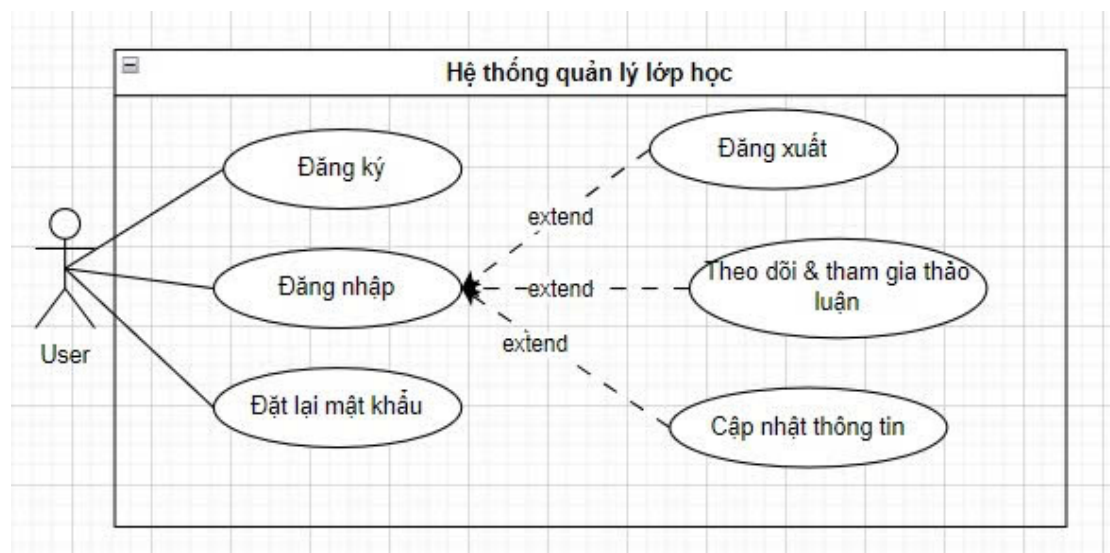 Hệ thống quản lý lớp học
Đăng ký
Đăng xuất
extend
Đăng nhập
extend
Theo dõi & tham gia thảo
luận
extend
User
Đặt lại mật khẩu
Cập nhật thông tin